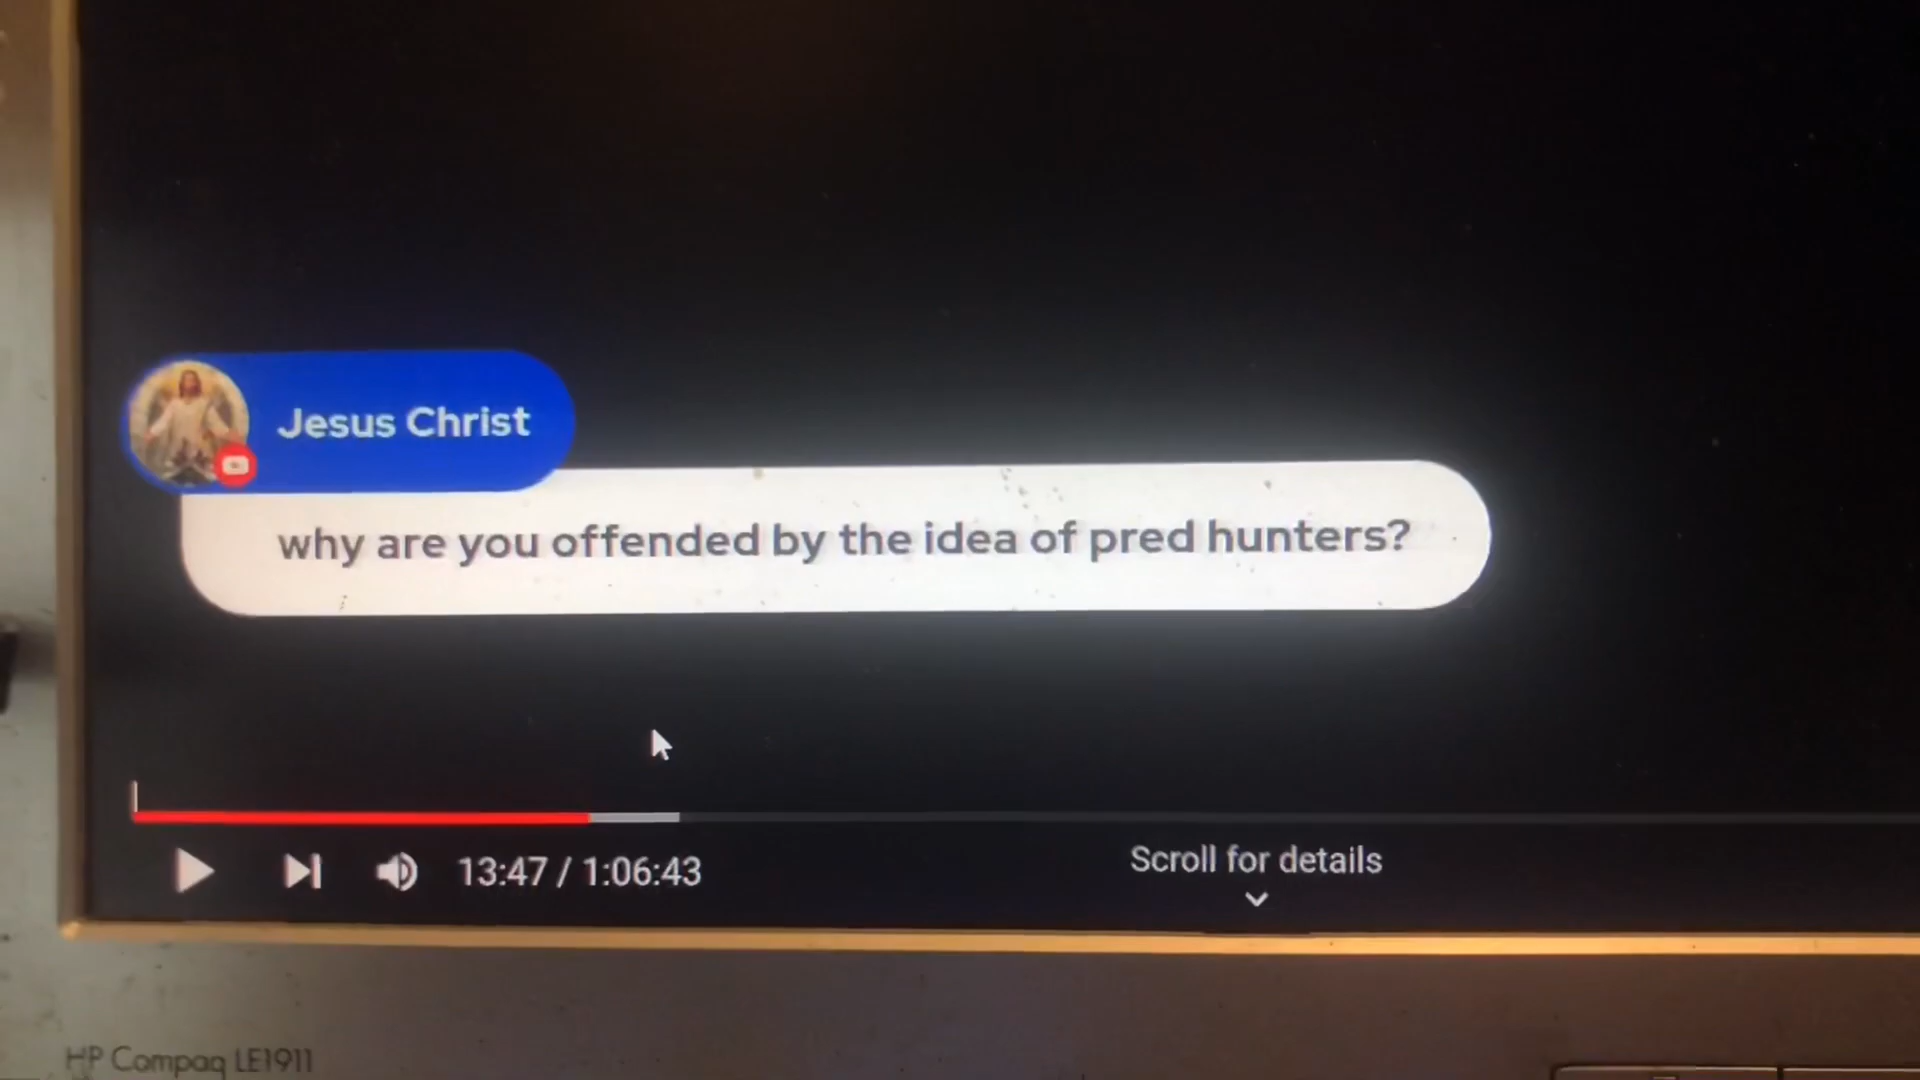 Jesus Christ
why are you offended by the idea of pred hunters?
13:47 / 1:06:43
Scroll for details
HP Compaq LE1911